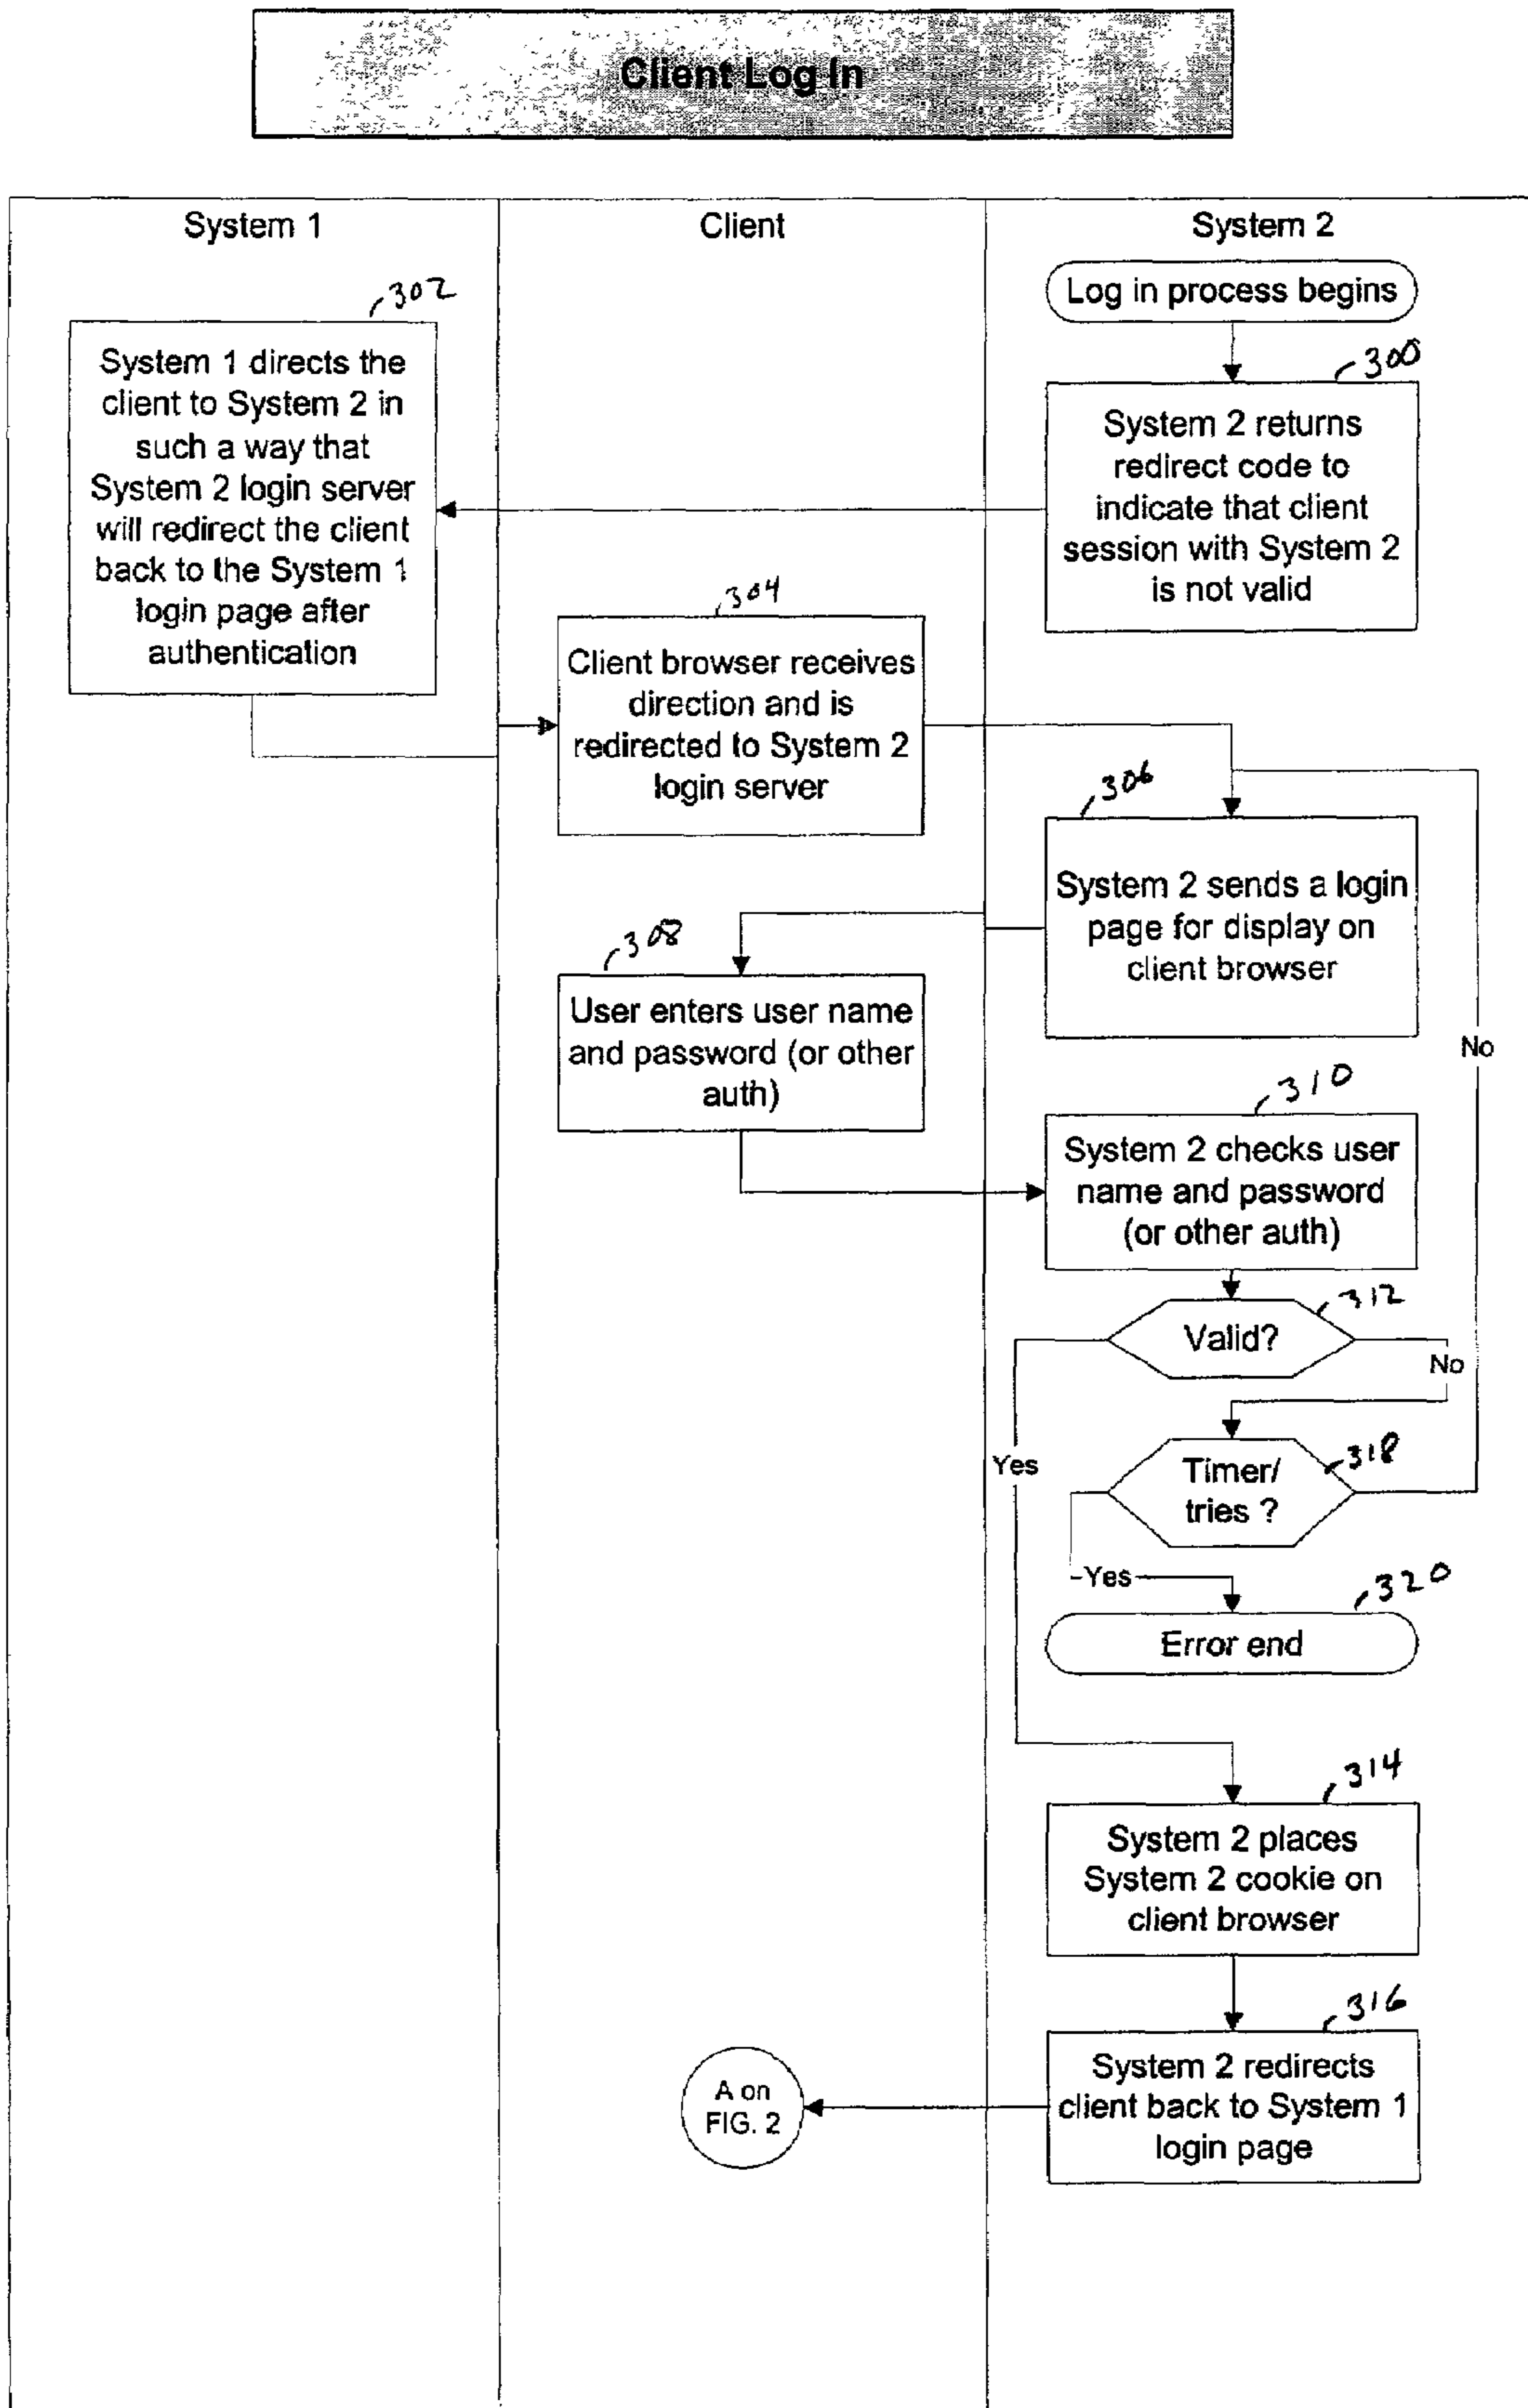 Client Log In
System 1
Client
System 2
Log in process begins
300
System 2 returns
redirect code to
indicate that client
session with System 2
is not valid
302
System 1 directs the
client to System 2 in
such a way that
System 2 login server
will redirect the client
back to the System 1
login page after
authentication
304
Client browser receives
direction and is
redirected to System 2
login server
306
System 2 sends a login
page for display on
client browser
308
User enters user name
and password (or other
auth)
310
System 2 checks user
name and password
(or other auth)
312
Valid?
No
No
Yes
318
Timer/
tries ?
Yes
320
Error end
314
System 2 places
System 2 cookie on
client browser
316
System 2 redirects
client back to System 1
login page
A on
FIG. 2